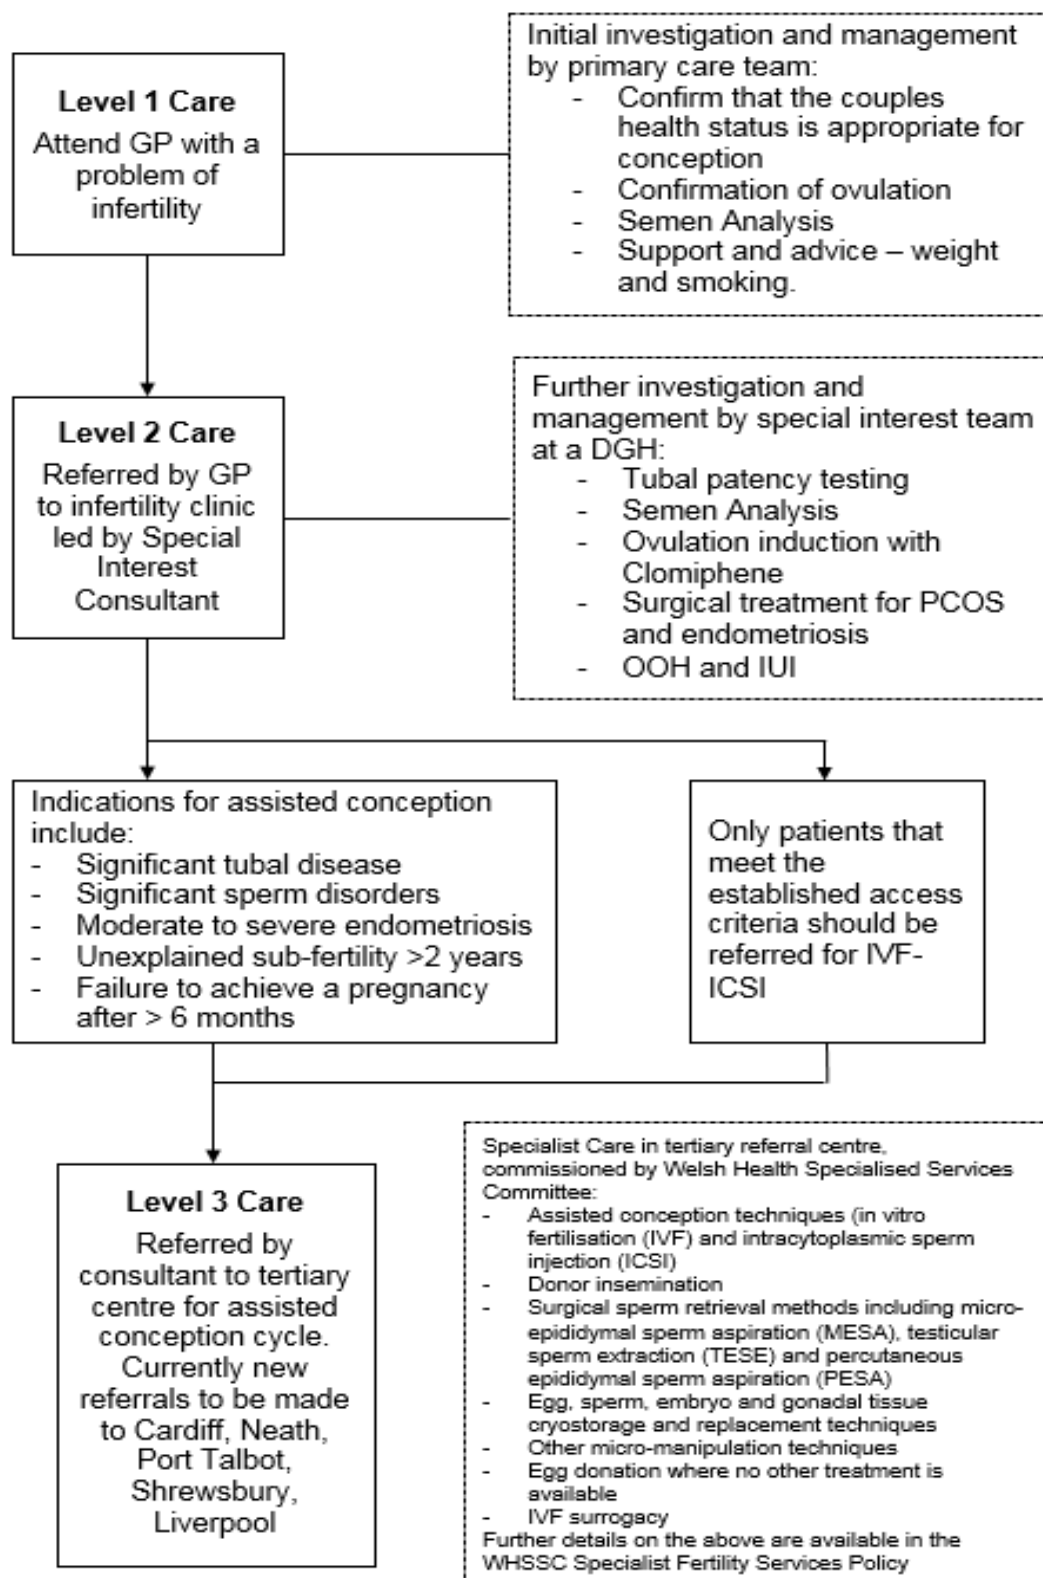 Level 1 Care
Attend GP with a
problem of
infertility
Initial investigation and management
by primary care team:
- Confirm that the couples
health status is appropriate for
conception
- Confirmation of ovulation
- Semen Analysis
- Support and advice – weight
and smoking.
Level 2 Care
Referred by GP
to infertility clinic
led by Special
Interest
Consultant
Further investigation and
management by special interest team
at a DGH:
- Tubal patency testing
- Semen Analysis
- Ovulation induction with
Clomiphene
- Surgical treatment for PCOS
and endometriosis
- OOH and IUI
Indications for assisted conception
include:
- Significant tubal disease
- Significant sperm disorders
- Moderate to severe endometriosis
- Unexplained sub-fertility >2 years
- Failure to achieve a pregnancy
after > 6 months
Only patients that
meet the
established access
criteria should be
referred for IVF-
ICSI
Level 3 Care
Referred by
consultant to tertiary
centre for assisted
conception cycle.
Currently new
referrals to be made
to Cardiff, Neath,
Port Talbot,
Shrewsbury,
Liverpool
Specialist Care in tertiary referral centre,
commissioned by Welsh Health Specialised Services
Committee:
- Assisted conception techniques (in vitro
fertilisation (IVF) and intracytoplasmic sperm
injection (ICSI)
- Donor insemination
- Surgical sperm retrieval methods including micro-
epididymal sperm aspiration (MESA), testicular
sperm extraction (TESE) and percutaneous
epididymal sperm aspiration (PESA)
- Egg, sperm, embryo and gonadal tissue
cryostorage and replacement techniques
- Other micro-manipulation techniques
- Egg donation where no other treatment is
available
- IVF surrogacy
Further details on the above are available in the
WHSSC Specialist Fertility Services Policy